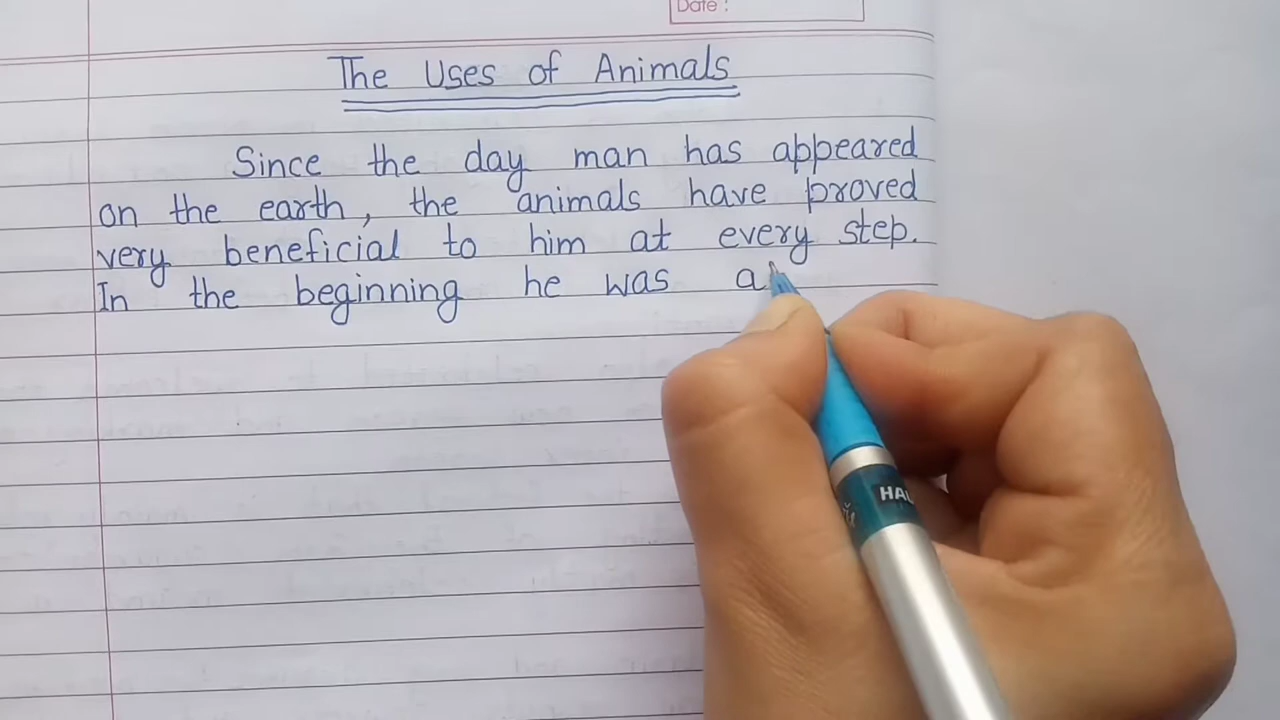 Date :
The Uses of Animals
Since the day man has appeared
on the earth, the animals have proved
very beneficial to him at every step.
In the beginning he was a